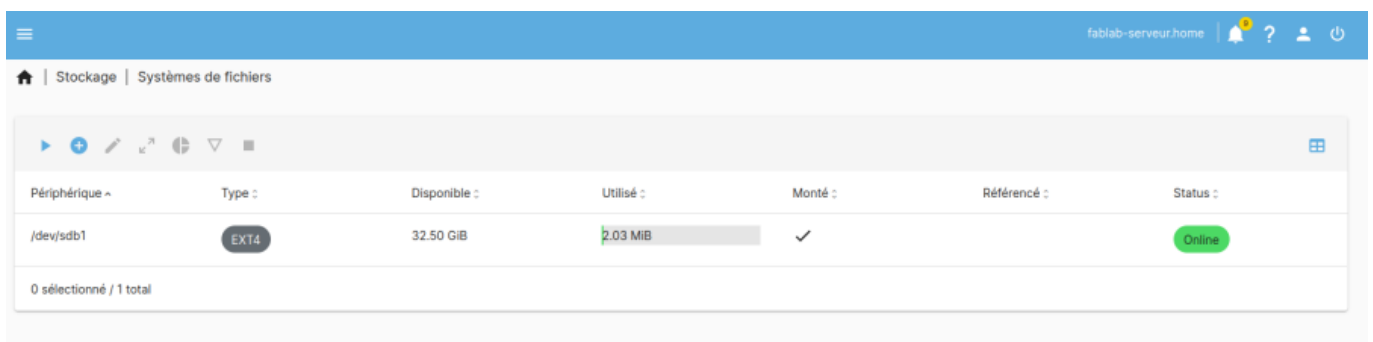 fablab-serveur.home ?
Stockage | Systèmes de fichiers
Périphérique Type Disponible Utilisé Monté Référencé Status
/dev/sdb1 EXT4 32.50 GiB 2.03 MiB Online
0 sélectionné / 1 total